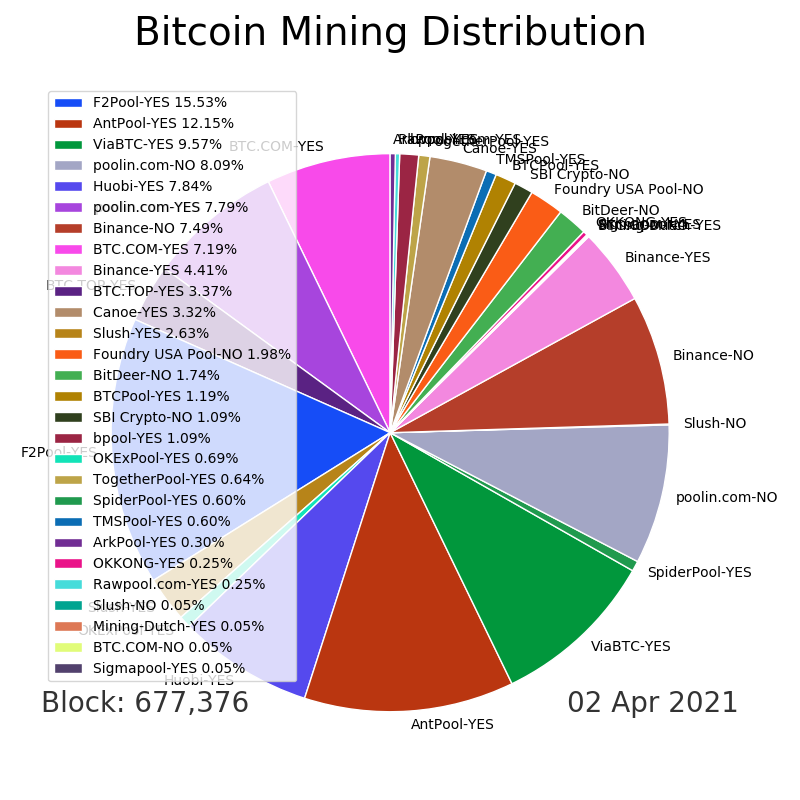 Bitcoin Mining Distribution
F2Pool-YES 15.53%
AntPool-YES 12.15%
ViaBTC-YES 9.57%
poolin.com-NO 8.09%
Huobi-YES 7.84%
poolin.com-YES 7.79%
Binance-NO 7.49%
BTC.COM-YES 7.19%
Binance-YES 4.41%
BTC.TOP-YES 3.37%
Canoe-YES 3.32%
Slush-YES 2.63%
Foundry USA Pool-NO 1.98%
BitDeer-NO 1.74%
BTCPool-YES 1.19%
SBI Crypto-NO 1.09%
bpool-YES 1.09%
OKExPool-YES 0.69%
TogetherPool-YES 0.64%
SpiderPool-YES 0.60%
TMSPool-YES 0.60%
ArkPool-YES 0.30%
OKKONG-YES 0.25%
Rawpool.com-YES 0.25%
Slush-NO 0.05%
Mining-Dutch-YES 0.05%
BTC.COM-NO 0.05%
Sigmapool-YES 0.05%
BTC.COM-YES
BTC.TOP-YES
F2Pool-YES
Slush-YES
OKExPool-YES
Huobi-YES
AntPool-YES
ViaBTC-YES
SpiderPool-YES
poolin.com-NO
Slush-NO
Binance-NO
Binance-YES
OKKONG-YES
BitDeer-NO
Foundry USA Pool-NO
SBI Crypto-NO
BTCPool-YES
TMSPool-YES
Canoe-YES
TogetherPool-YES
Block: 677,376
02 Apr 2021